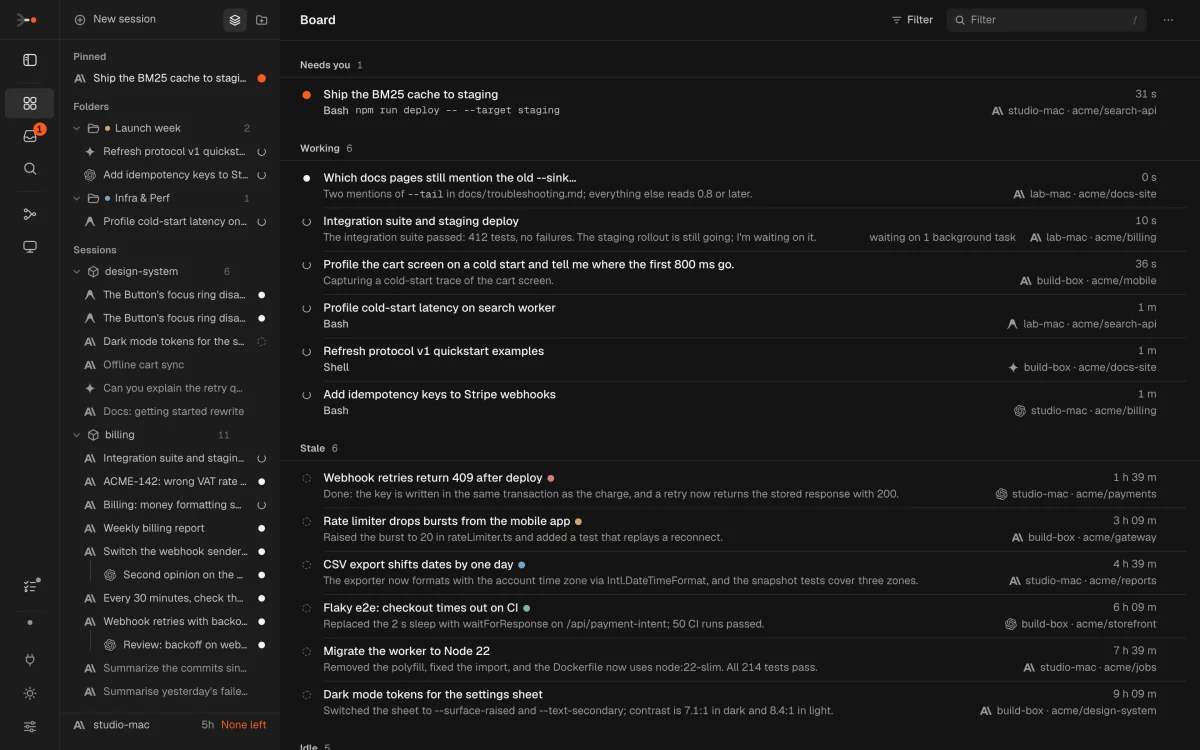 New session
Pinned
Ship the BM25 cache to stagi...
Folders
Launch week 2
Refresh protocol v1 quickst...
Add idempotency keys to St...
Infra & Perf 1
Profile cold-start latency on...
Sessions
design-system 6
The Button's focus ring disa...
The Button's focus ring disa...
Dark mode tokens for the s...
Offline cart sync
Can you explain the retry q...
Docs: getting started rewrite
billing 11
Integration suite and stagin...
ACME-142: wrong VAT rate ...
Billing: money formatting s...
Weekly billing report
Switch the webhook sender...
Second opinion on the ...
Every 30 minutes, check th...
Webhook retries with backo...
Review: backoff on web...
Summarize the commits sin...
Summarise yesterday's faile...
studio-mac 5h None left
1
Board
Filter
Filter /
Needs you 1
Ship the BM25 cache to staging 31 s
Bash npm run deploy -- --target staging studio-mac · acme/search-api
Working 6
Which docs pages still mention the old --sink... 0 s
Two mentions of --tail in docs/troubleshooting.md; everything else reads 0.8 or later. lab-mac · acme/docs-site
Integration suite and staging deploy 10 s
The integration suite passed: 412 tests, no failures. The staging rollout is still going; I'm waiting on it. waiting on 1 background task lab-mac · acme/billing
Profile the cart screen on a cold start and tell me where the first 800 ms go. 36 s
Capturing a cold-start trace of the cart screen. build-box · acme/mobile
Profile cold-start latency on search worker 1 m
Bash lab-mac · acme/search-api
Refresh protocol v1 quickstart examples 1 m
Shell build-box · acme/docs-site
Add idempotency keys to Stripe webhooks 1 m
Bash studio-mac · acme/billing
Stale 6
Webhook retries return 409 after deploy 1 h 39 m
Done: the key is written in the same transaction as the charge, and a retry now returns the stored response with 200. studio-mac · acme/payments
Rate limiter drops bursts from the mobile app 3 h 09 m
Raised the burst to 20 in rateLimiter.ts and added a test that replays a reconnect. build-box · acme/gateway
CSV export shifts dates by one day 4 h 39 m
The exporter now formats with the account time zone via Intl.DateTimeFormat, and the snapshot tests cover three zones. studio-mac · acme/reports
Flaky e2e: checkout times out on CI 6 h 09 m
Replaced the 2 s sleep with waitForResponse on /api/payment-intent; 50 CI runs passed. build-box · acme/storefront
Migrate the worker to Node 22 7 h 39 m
Removed the polyfill, fixed the import, and the Dockerfile now uses node:22-slim. All 214 tests pass. studio-mac · acme/jobs
Dark mode tokens for the settings sheet 9 h 09 m
Switched the sheet to --surface-raised and --text-secondary; contrast is 7.1:1 in dark and 8.4:1 in light. build-box · acme/design-system
Idle 5